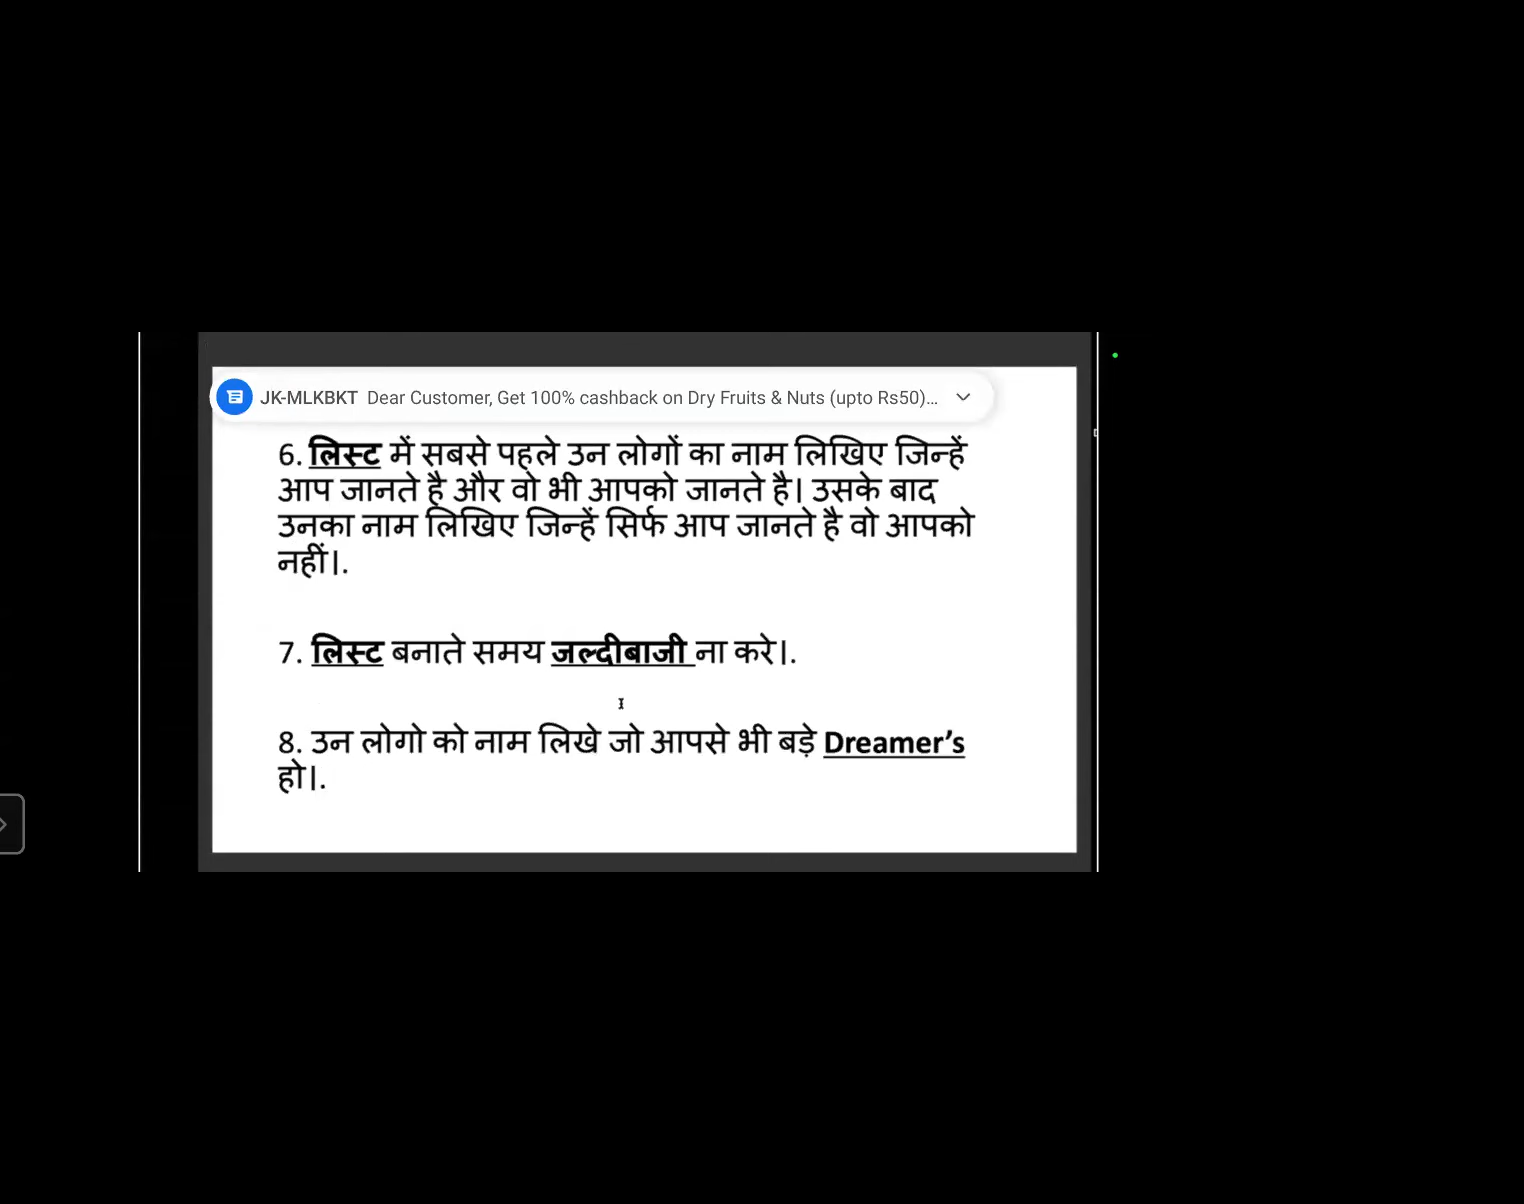 JK-MLKBKT Dear Customer, Get 100% cashback on Dry Fruits & Nuts (upto Rs50)...
6. लिस्ट में सबसे पहले उन लोगों का नाम लिखिए जिन्हें
आप जानते है और वो भी आपको जानते है| उसके बाद
उनका नाम लिखिए जिन्हें सिर्फ आप जानते है वो आपको
नहीं|.
7. लिस्ट बनाते समय जल्दीबाजी ना करे|.
8. उन लोगो को नाम लिखे जो आपसे भी बड़े Dreamer’s
हो|.